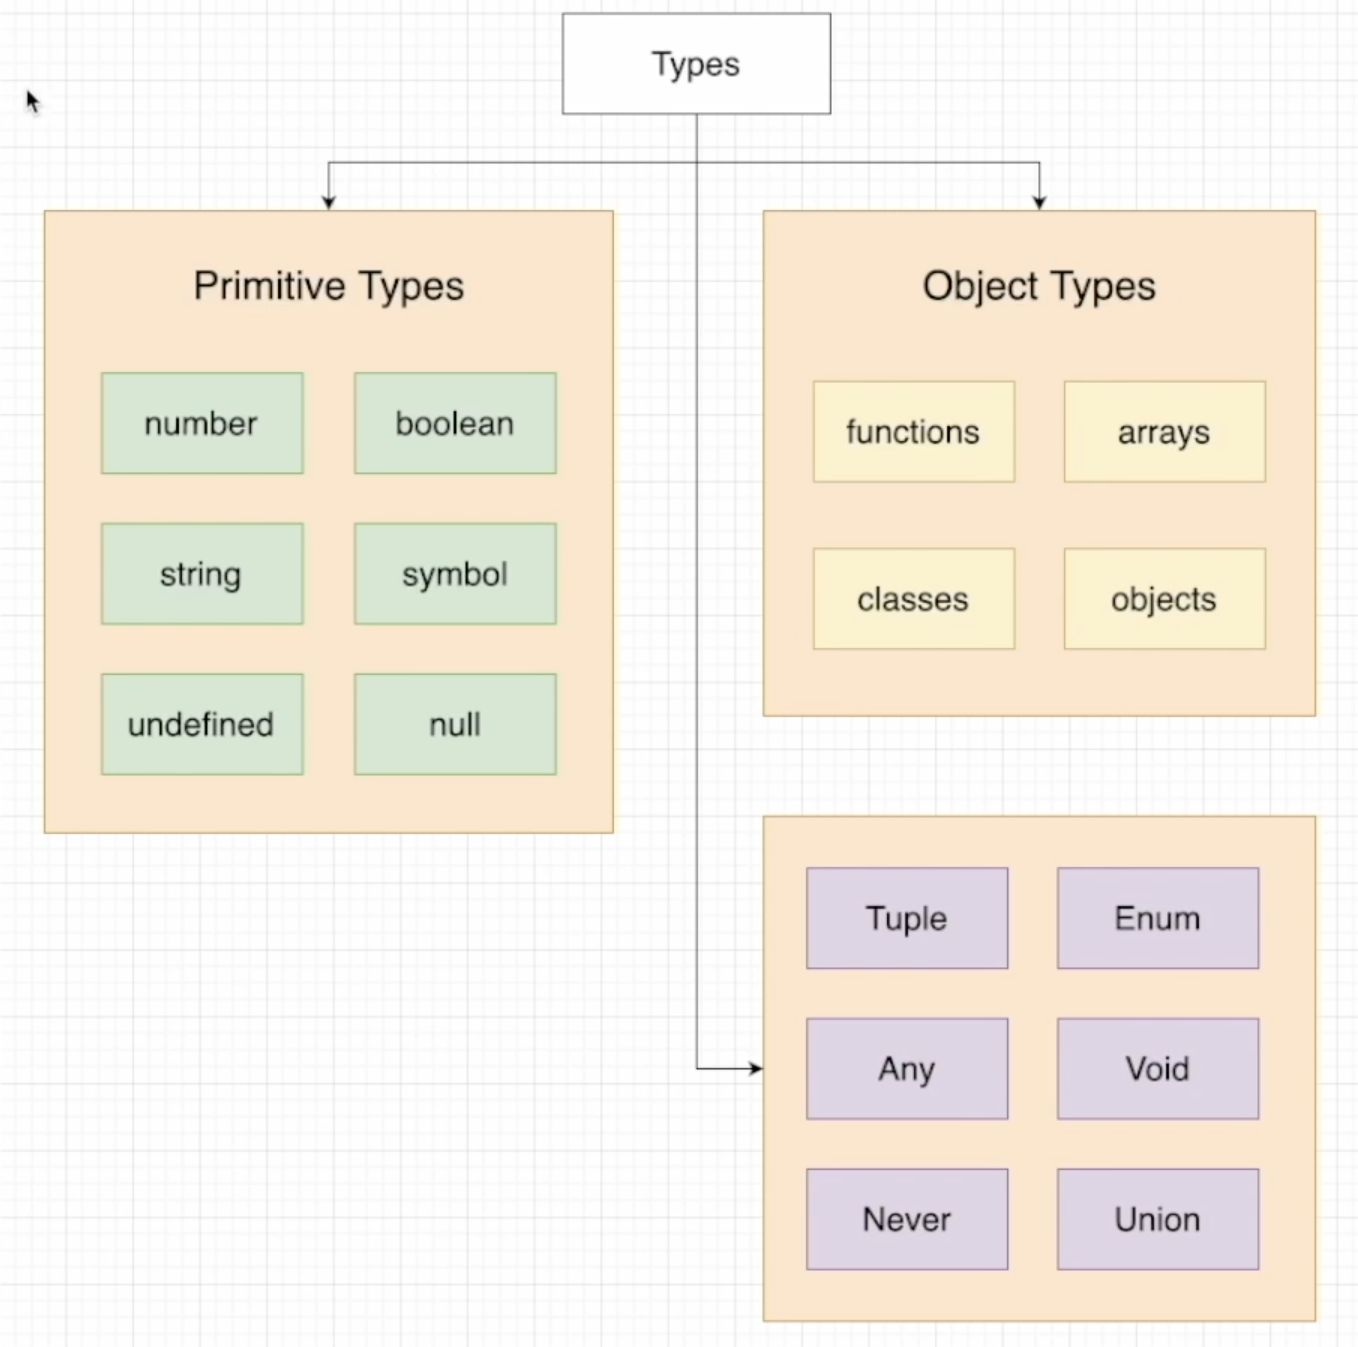 Types
Primitive Types
number
boolean
string
symbol
undefined
null
Object Types
functions
arrays
classes
objects
Tuple
Enum
Any
Void
Never
Union